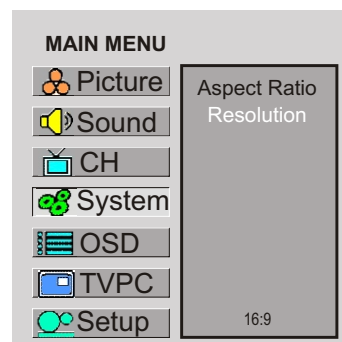 MAIN MENU
Picture
Sound
CH
System
OSD
TVPC
Setup
Aspect Ratio
Resolution
16:9